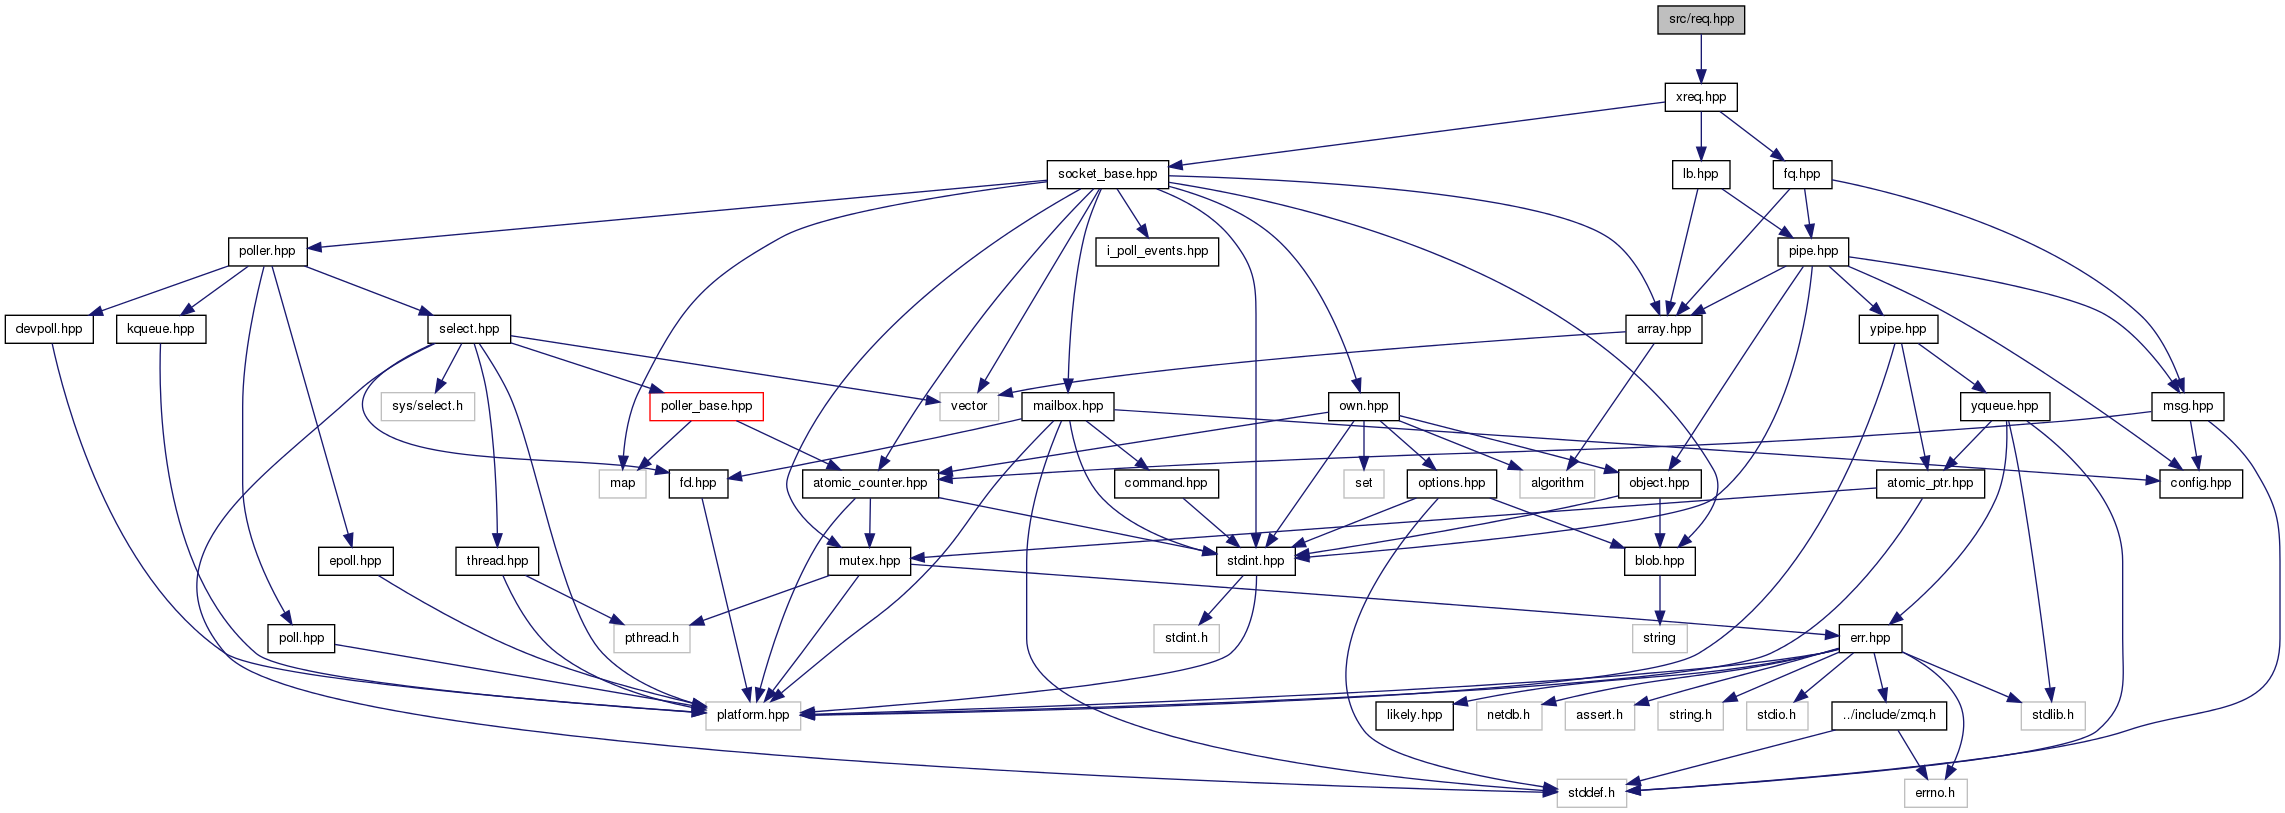 src/req.hpp
xreq.hpp
socket_base.hpp
lb.hpp
fq.hpp
poller.hpp
i_poll_events.hpp
pipe.hpp
devpoll.hpp
kqueue.hpp
select.hpp
array.hpp
ypipe.hpp
sys/select.h
poller_base.hpp
vector
mailbox.hpp
own.hpp
yqueue.hpp
msg.hpp
map
fd.hpp
atomic_counter.hpp
command.hpp
set
options.hpp
algorithm
object.hpp
atomic_ptr.hpp
config.hpp
epoll.hpp
thread.hpp
mutex.hpp
stdint.hpp
blob.hpp
poll.hpp
pthread.h
stdint.h
string
err.hpp
platform.hpp
likely.hpp
netdb.h
assert.h
string.h
stdio.h
../include/zmq.h
stdlib.h
stddef.h
errno.h